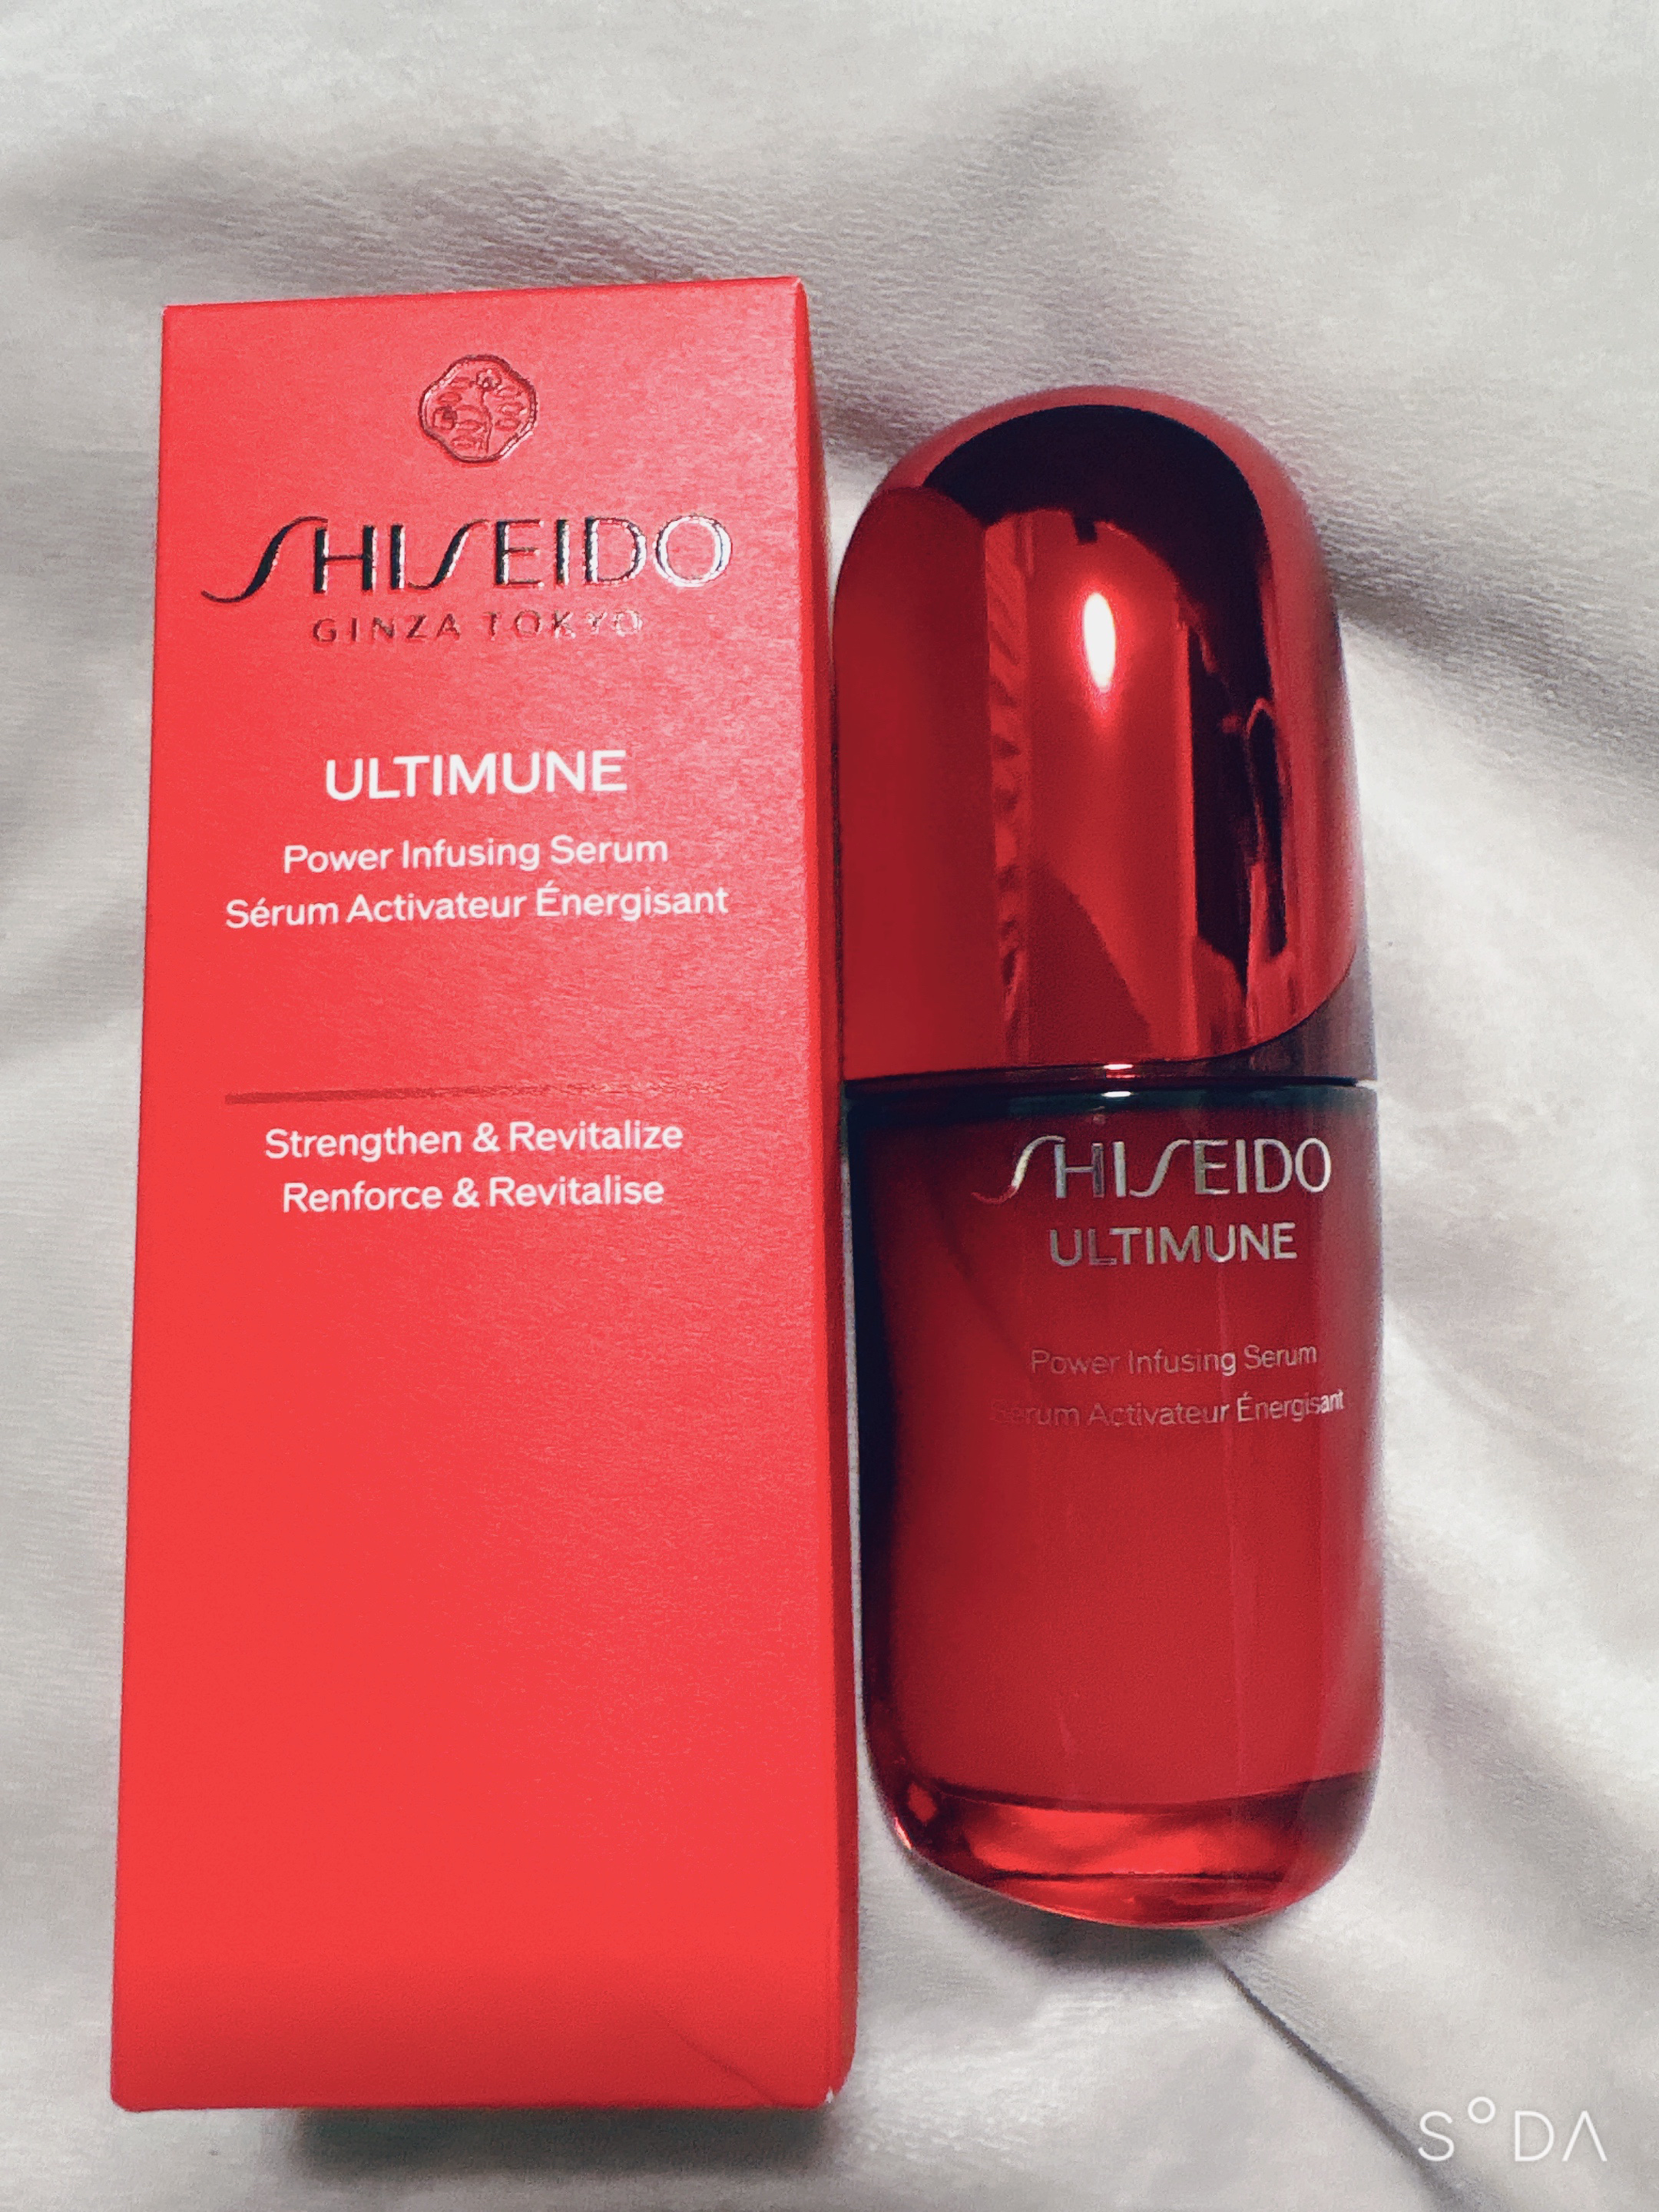 SHISEIDO
GINZA TOKYO
ULTIMUNE
Power Infusing Serum
Sérum Activateur Énergisant
Strengthen & Revitalize
Renforce & Revitalise
SHISEIDO
ULTIMUNE
Power Infusing Serum
Sérum Activateur Énergisant
SODA